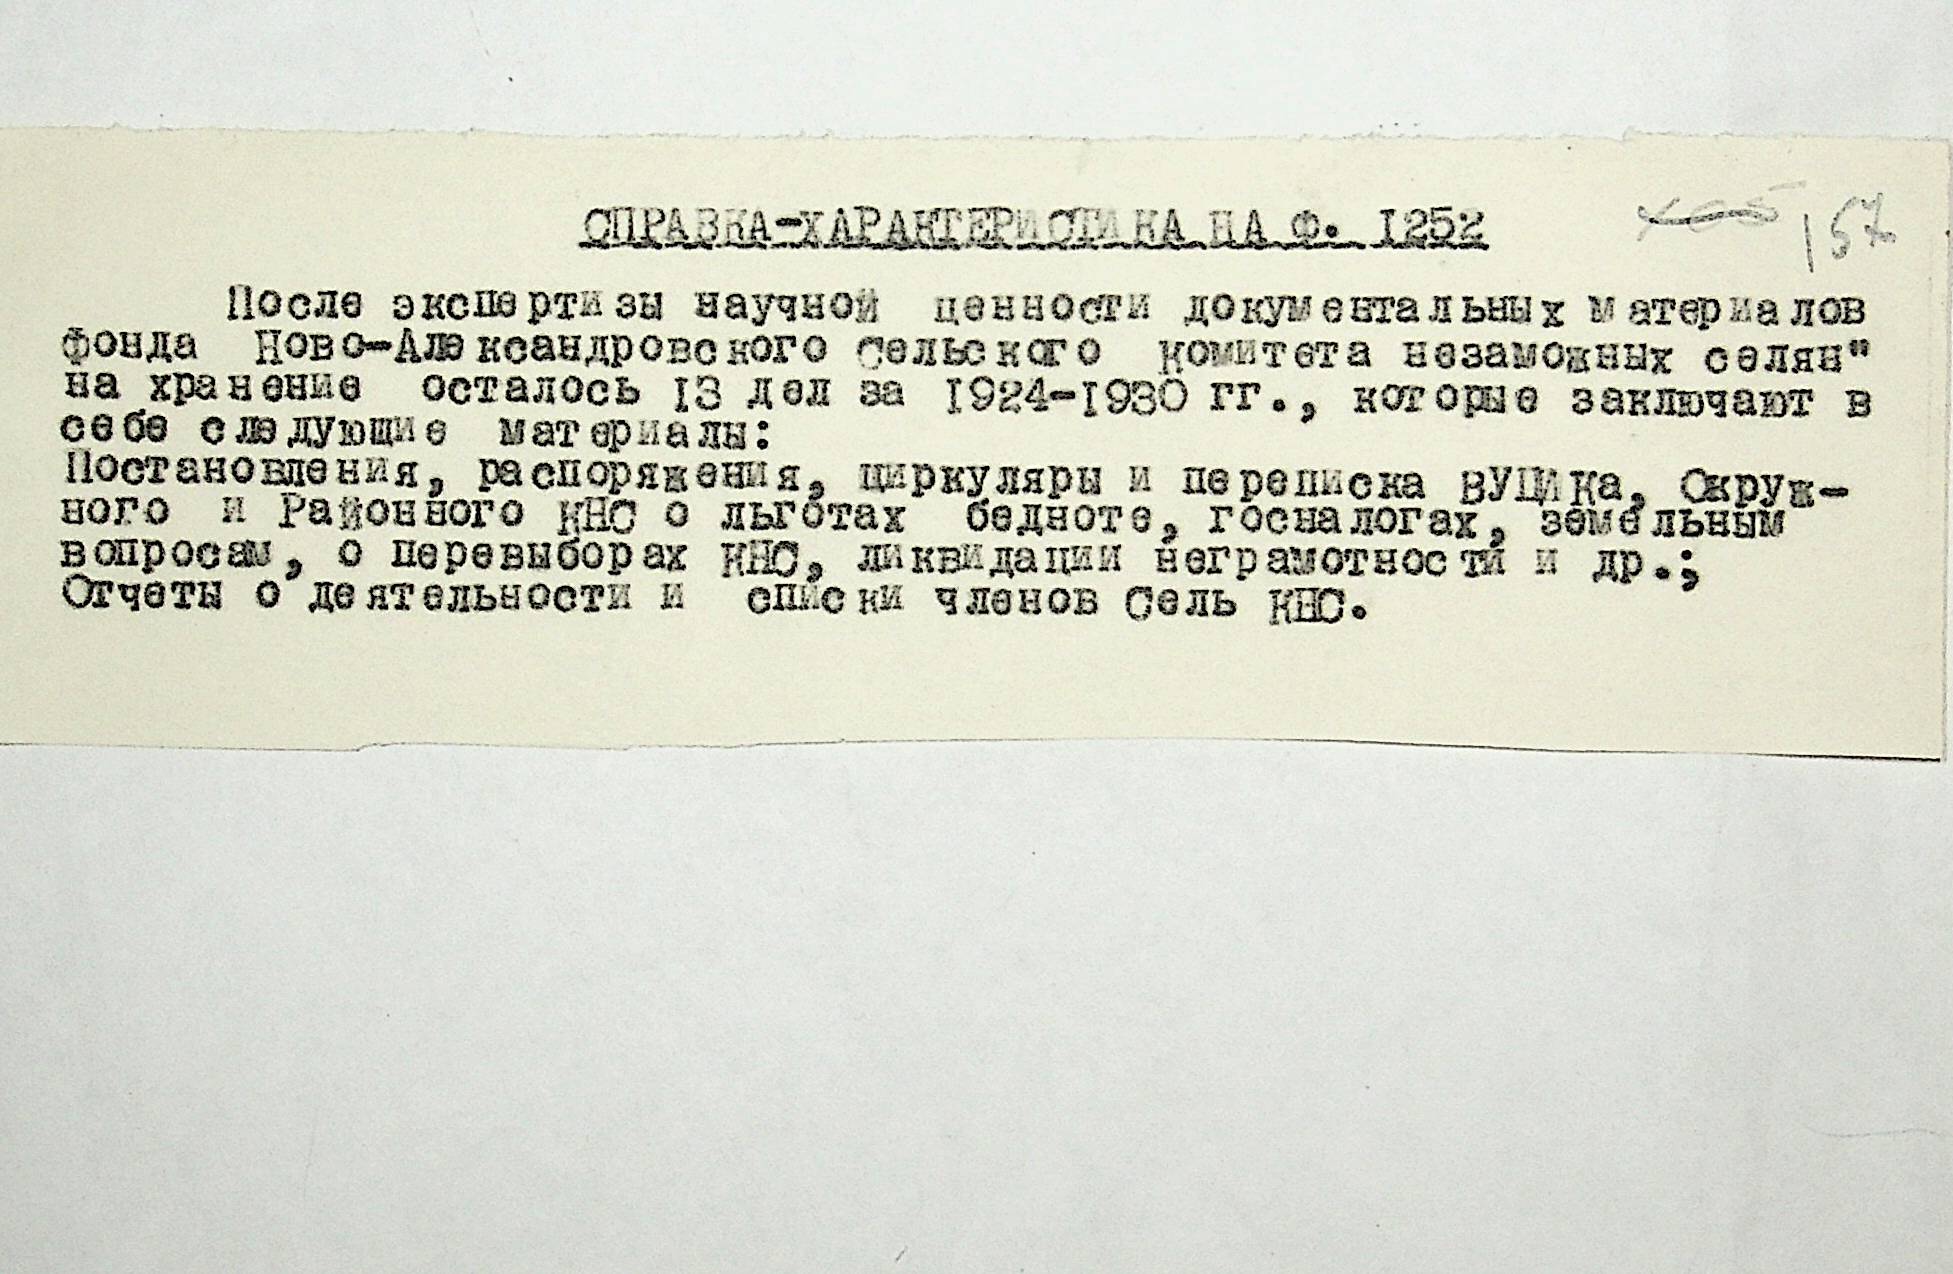 СПРАВКА-ХАРАКТЕРИСТИКА НА Ф. 1252
157
После экспертизы научной ценности документальных материалов
фонда Ново-Александровского Сельского Комитета незаможных селян"
на хранение осталось 13 дел за 1924-1930 гг., которые заключают в
себе следующие материалы:
Постановления, распоряжения, циркуляры и переписка ВУЦИКа, Окруж-
ного и Районного КНС о льготах бедноте, госналогах, земельным
вопросам, о перевыборах КНС, ликвидации неграмотности и др.;
Отчеты о деятельности и списки членов Сель КНС.